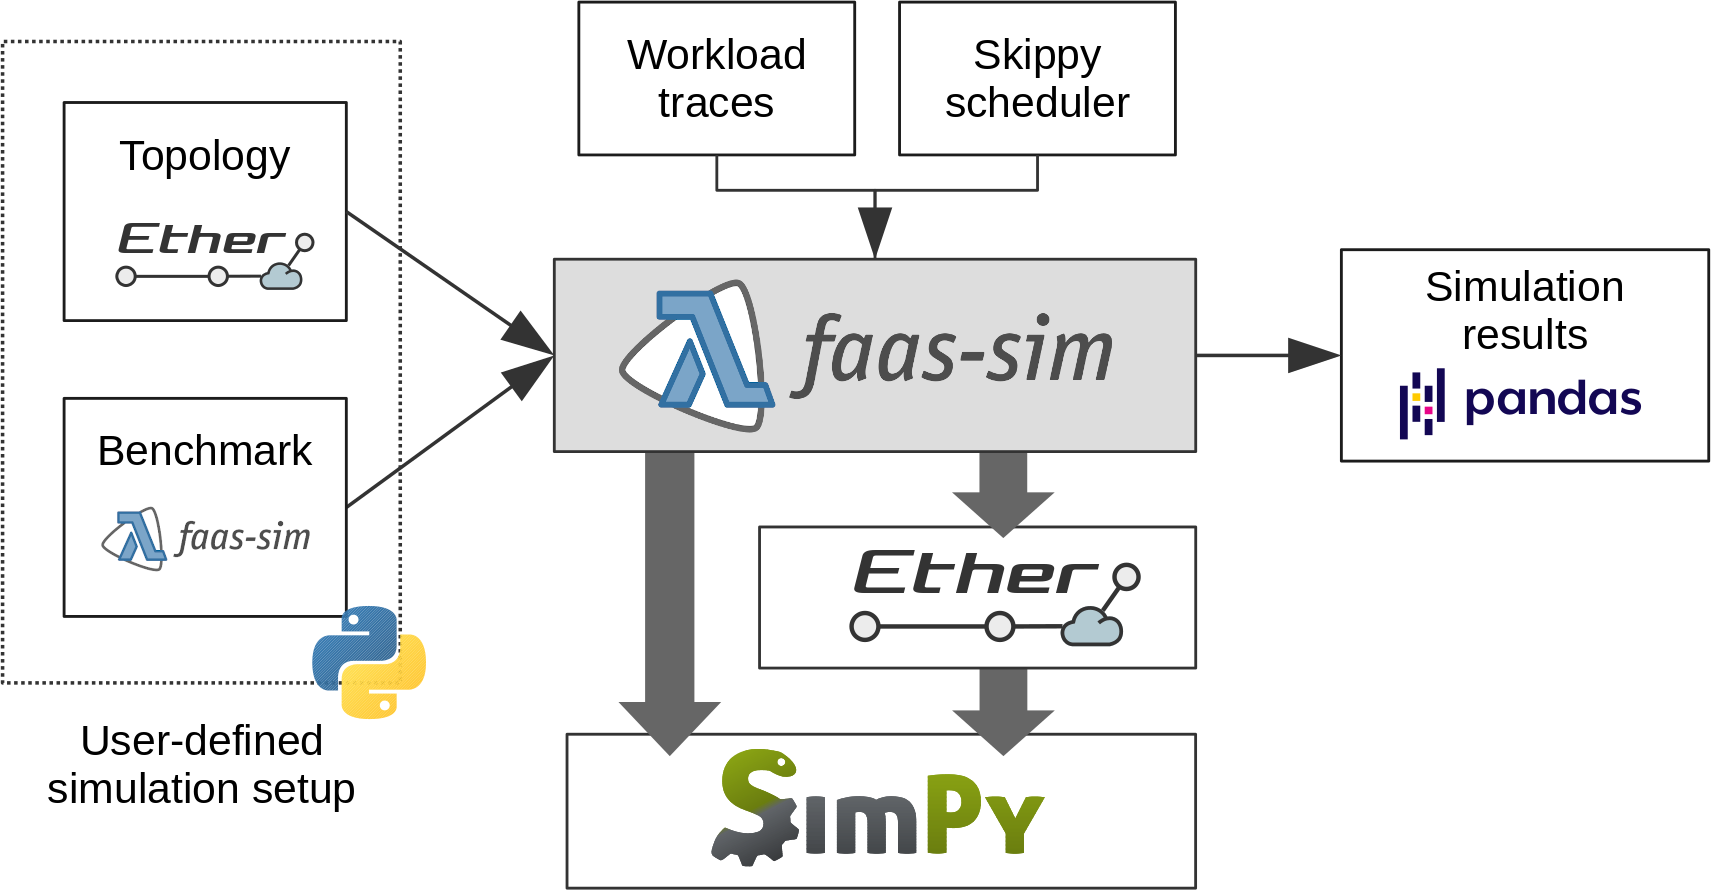 Workload
traces
Skippy
scheduler
Topology
Ether
Benchmark
faas-sim
User-defined
simulation setup
faas-sim
Simulation
results
pandas
Ether
SimPy